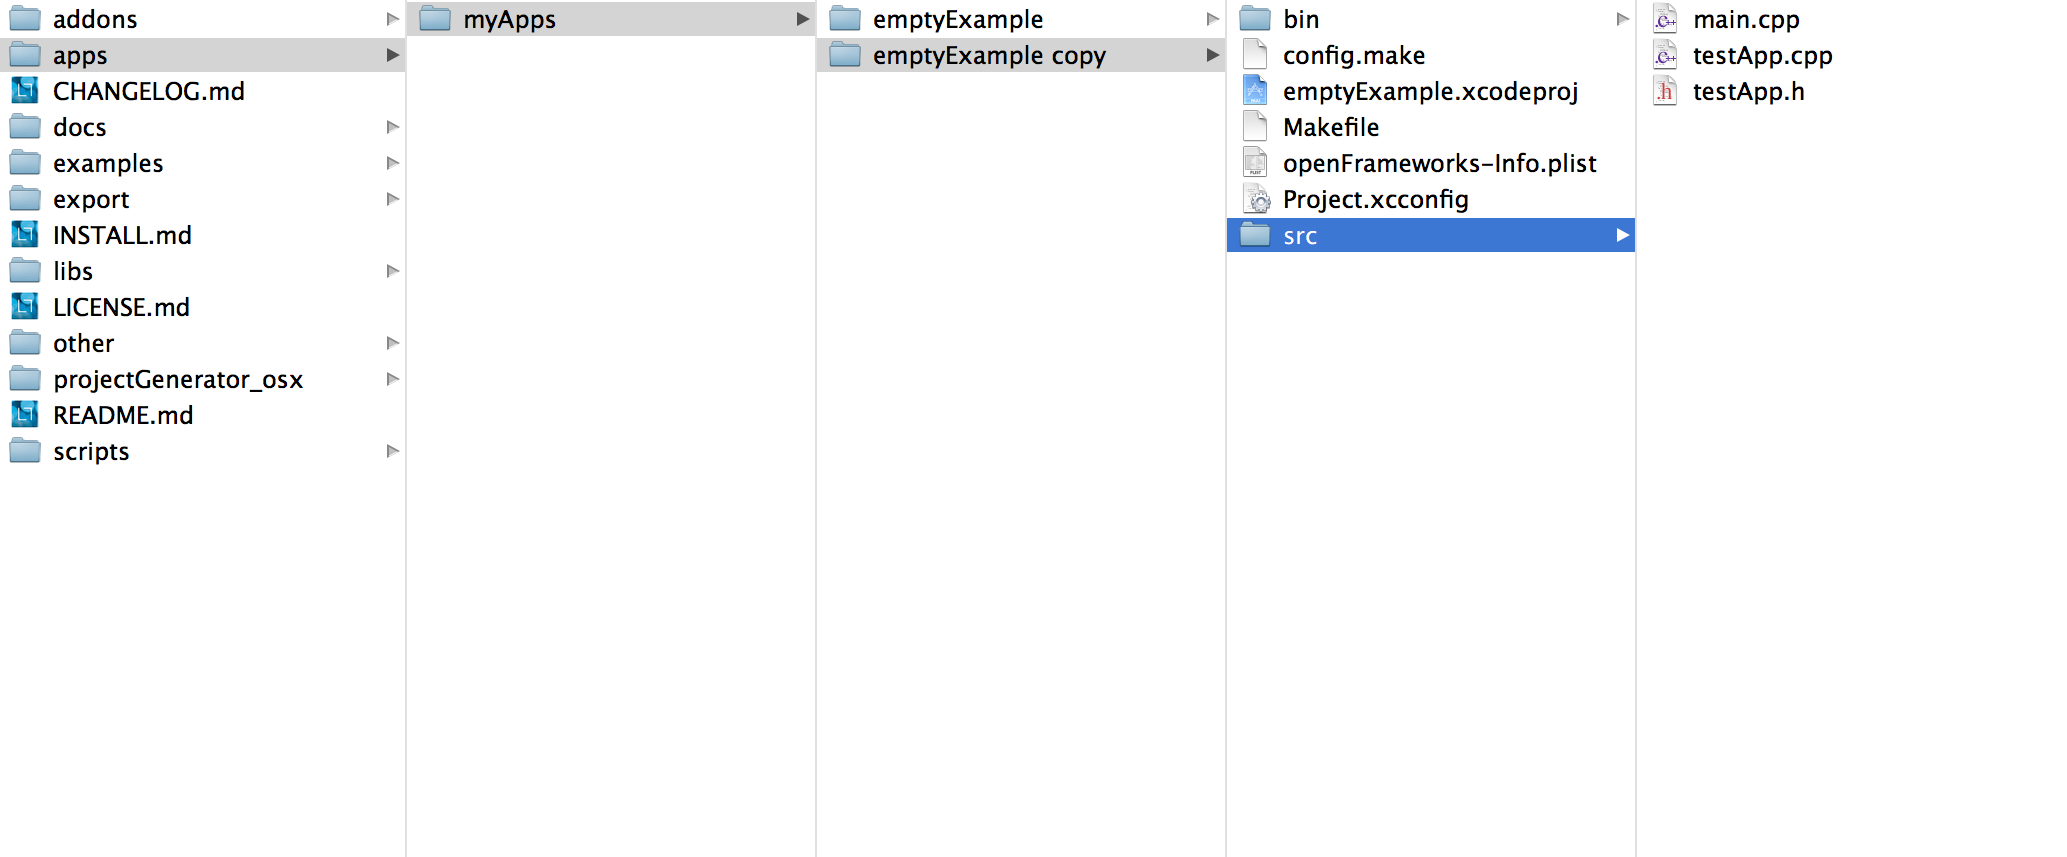 addons
apps
CHANGELOG.md
docs
examples
export
INSTALL.md
libs
LICENSE.md
other
projectGenerator_osx
README.md
scripts
myApps
emptyExample
emptyExample copy
bin
config.make
emptyExample.xcodeproj
Makefile
openFrameworks-Info.plist
Project.xcconfig
src
main.cpp
testApp.cpp
testApp.h